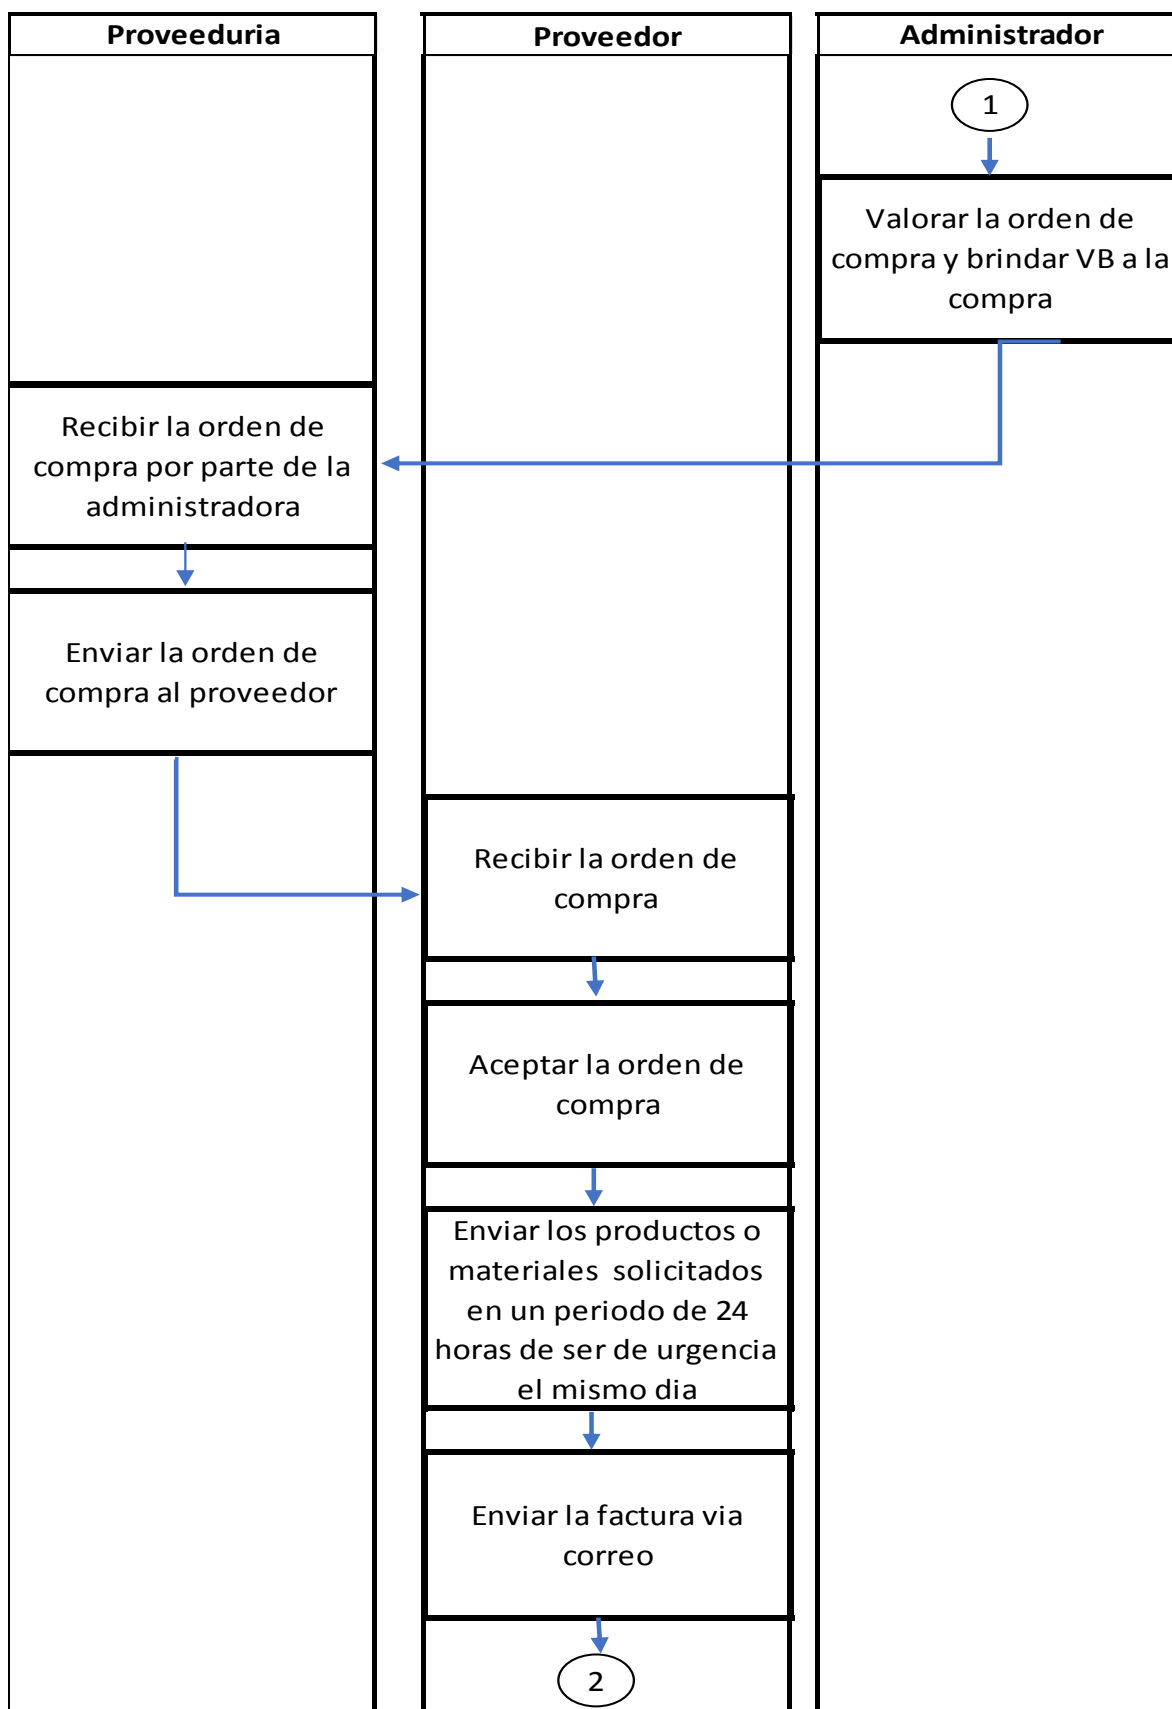 Proveeduria
Proveedor
Administrador
1
Valorar la orden de
compra y brindar VB a la
compra
Recibir la orden de
compra por parte de la
administradora
Enviar la orden de
compra al proveedor
Recibir la orden de
compra
Aceptar la orden de
compra
Enviar los productos o
materiales solicitados
en un periodo de 24
horas de ser de urgencia
el mismo dia
Enviar la factura via
correo
2